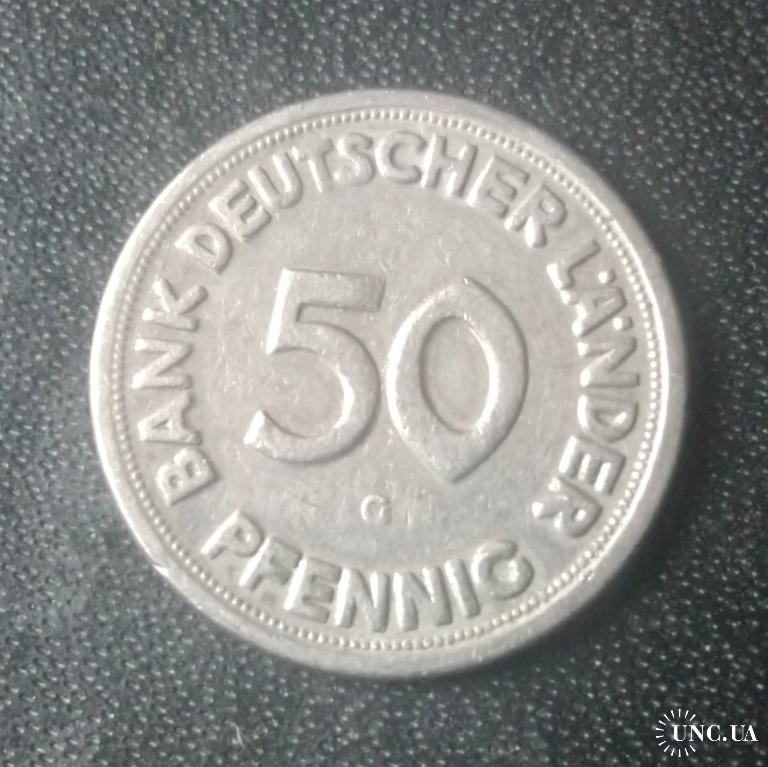 BANK DEUTSCHER LÄNDER
50
G
PFENNIG
UNC.UA